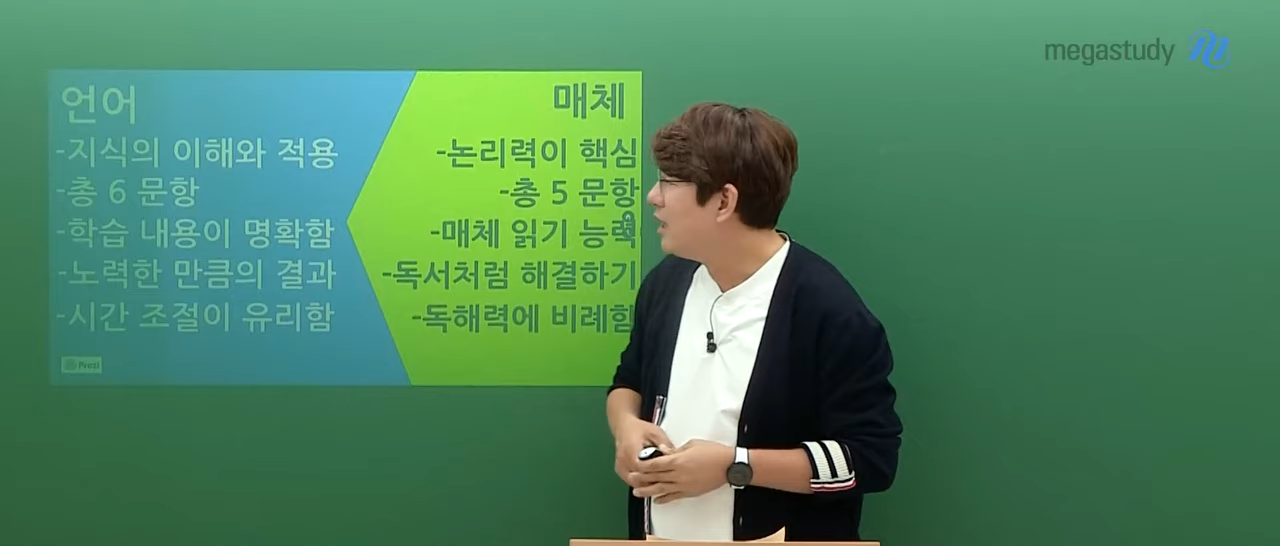 megastudy
언어
-지식의 이해와 적용
-총 6 문항
-학습 내용이 명확함
-노력한 만큼의 결과
-시간 조절이 유리함
Prezi
매체
-논리력이 핵심
-총 5 문항
-매체 읽기 능력
-독서처럼 해결하기
-독해력에 비례함